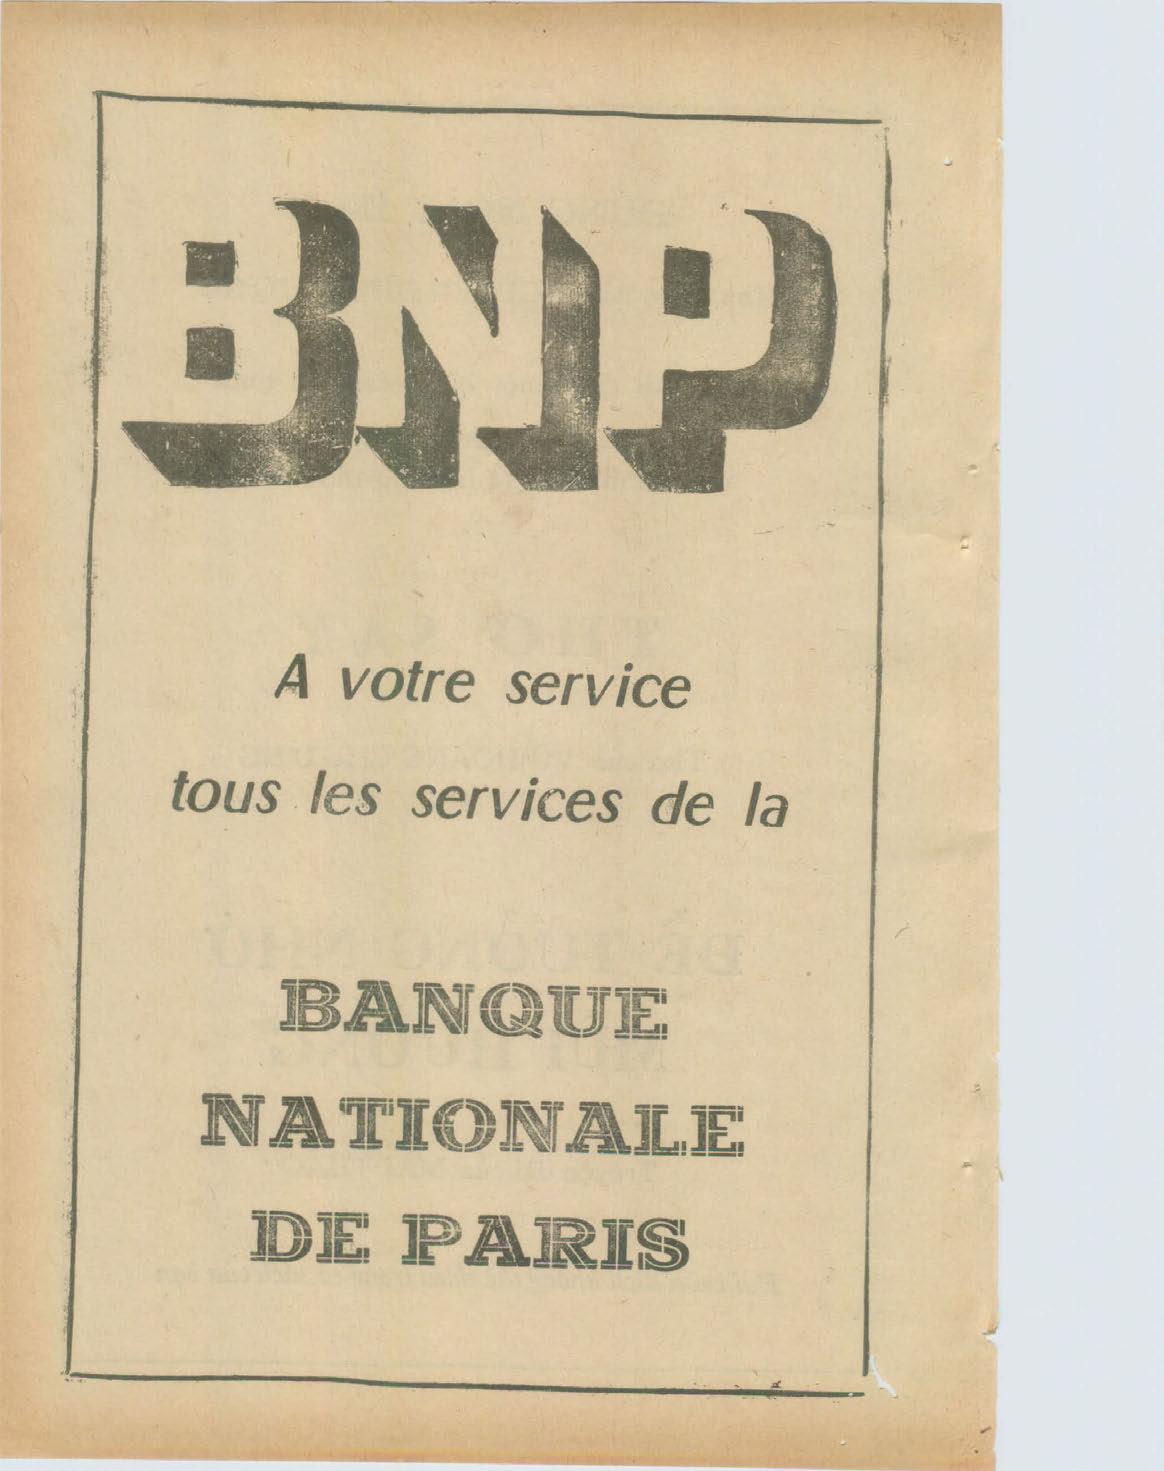 BNP
A votre service
tous les services de la
BANQUE
NATIONALE
DE PARIS